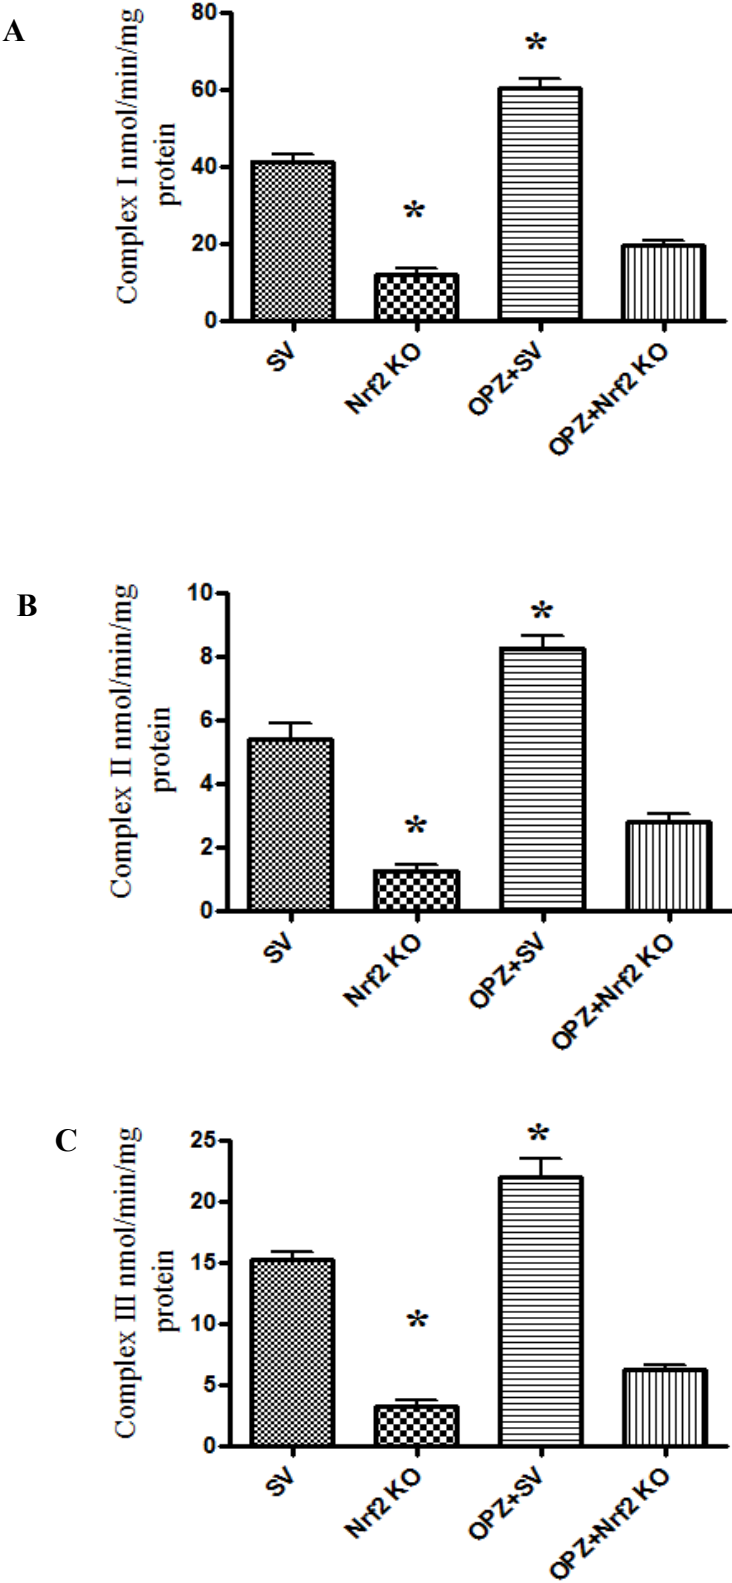 A
Complex I nmol/min/mg
protein
80
60
40
20
0
*
*
SV
Nrf2 KO
OPZ+SV
OPZ+Nrf2 KO
B
Complex II nmol/min/mg
protein
10
8
6
4
2
0
*
*
SV
Nrf2 KO
OPZ+SV
OPZ+Nrf2 KO
C
Complex III nmol/min/mg
protein
25
20
15
10
5
0
*
*
SV
Nrf2 KO
OPZ+SV
OPZ+Nrf2 KO